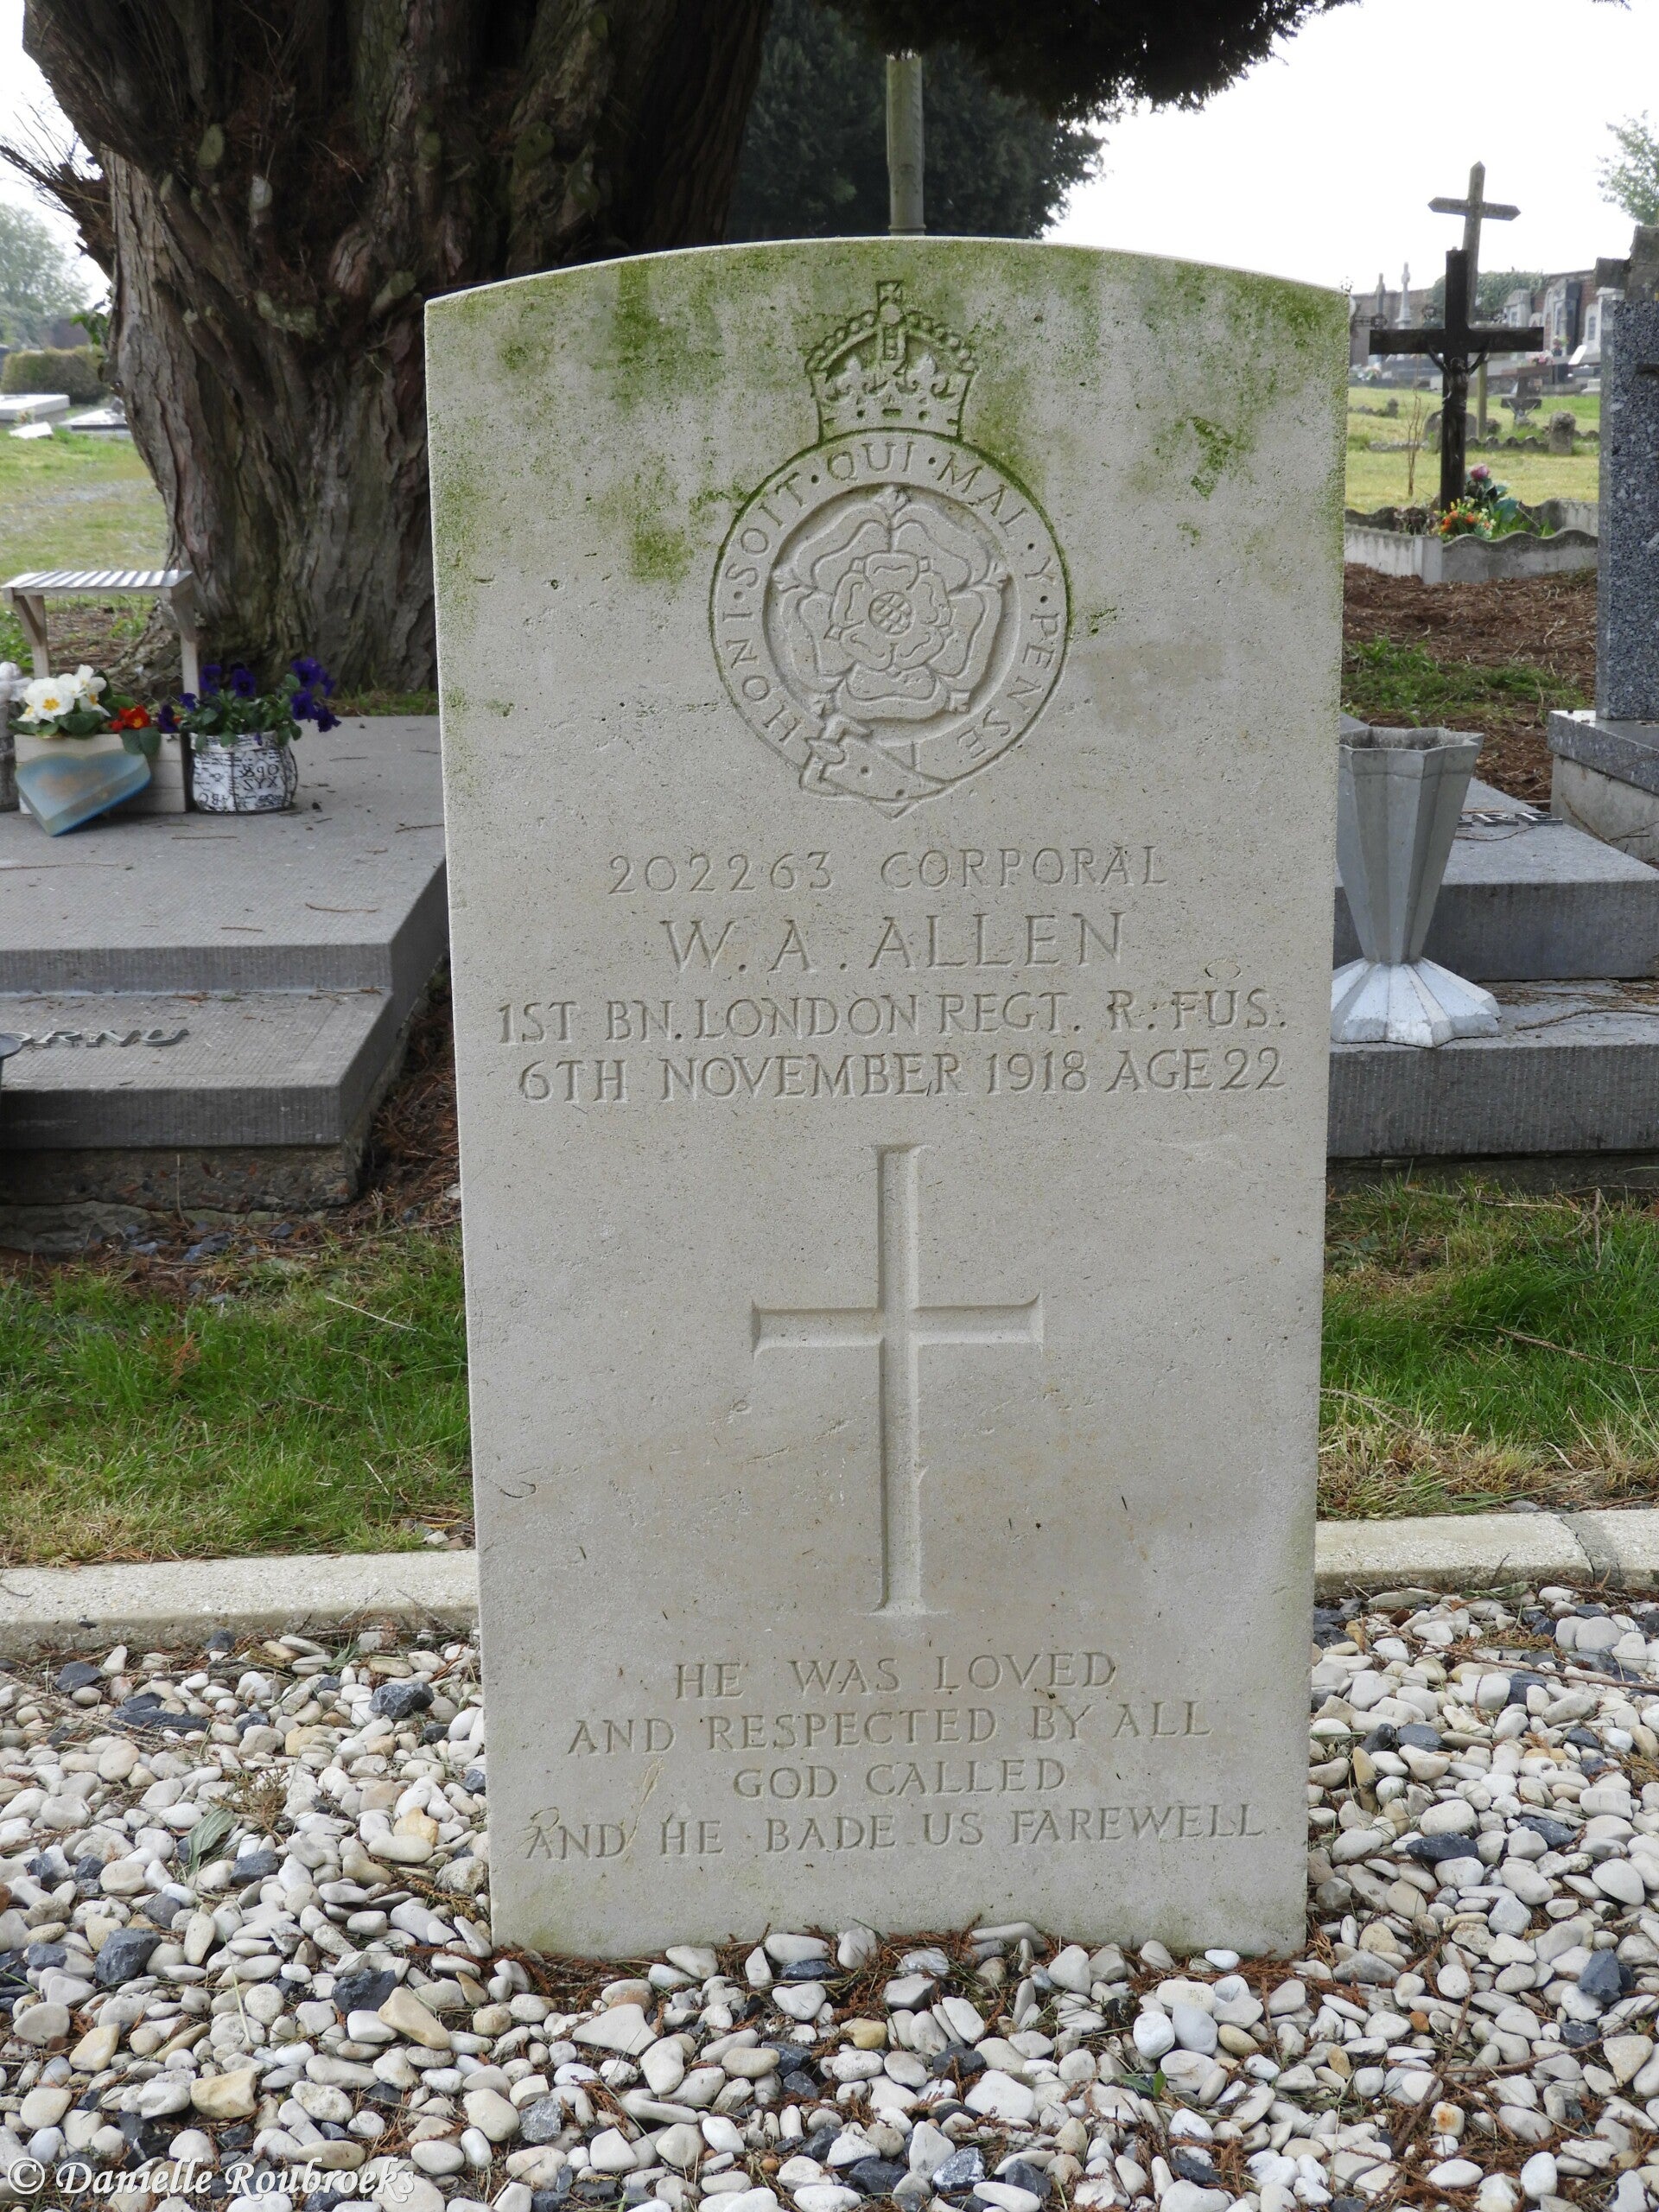 HONI · SOIT · QUI · MAL · Y · PENSE
202263 CORPORAL
W. A. ALLEN
1ST BN. LONDON REGT. R. FUS.
6TH NOVEMBER 1918 AGE 22
HE WAS LOVED
AND RESPECTED BY ALL
GOD CALLED
AND HE BADE US FAREWELL
ORNU
© Danielle Roubroeks